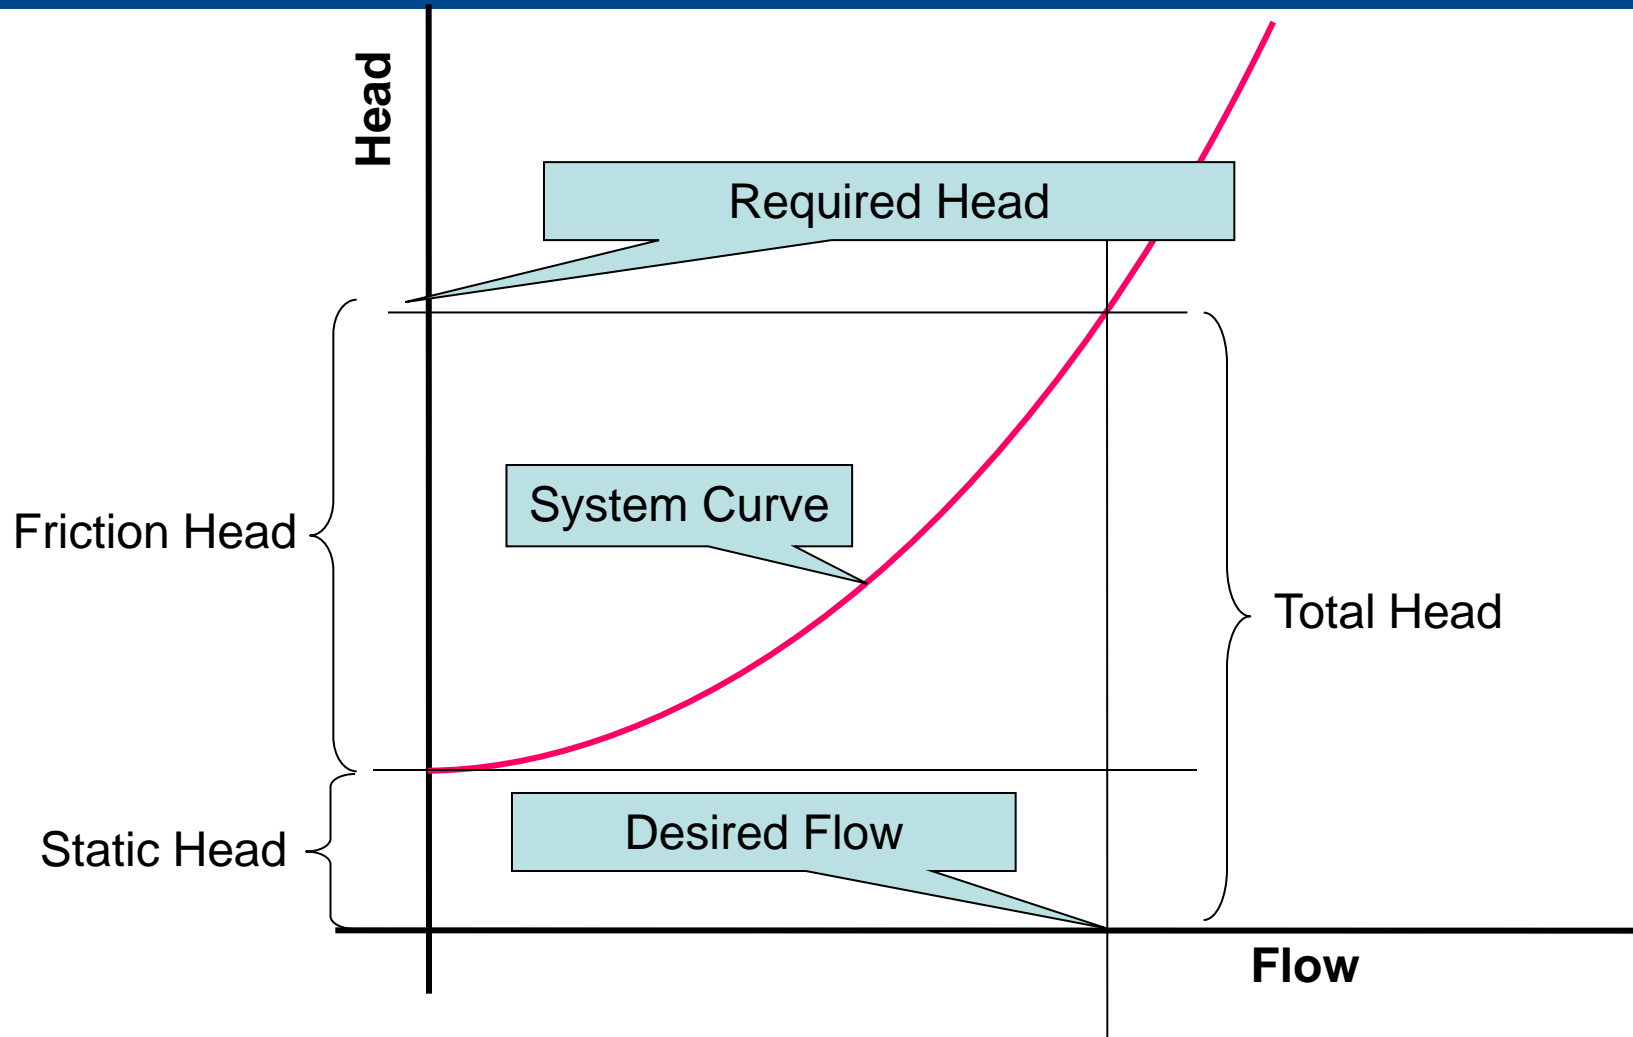 Head
Required Head
System Curve
Friction Head
Total Head
Desired Flow
Static Head
Flow